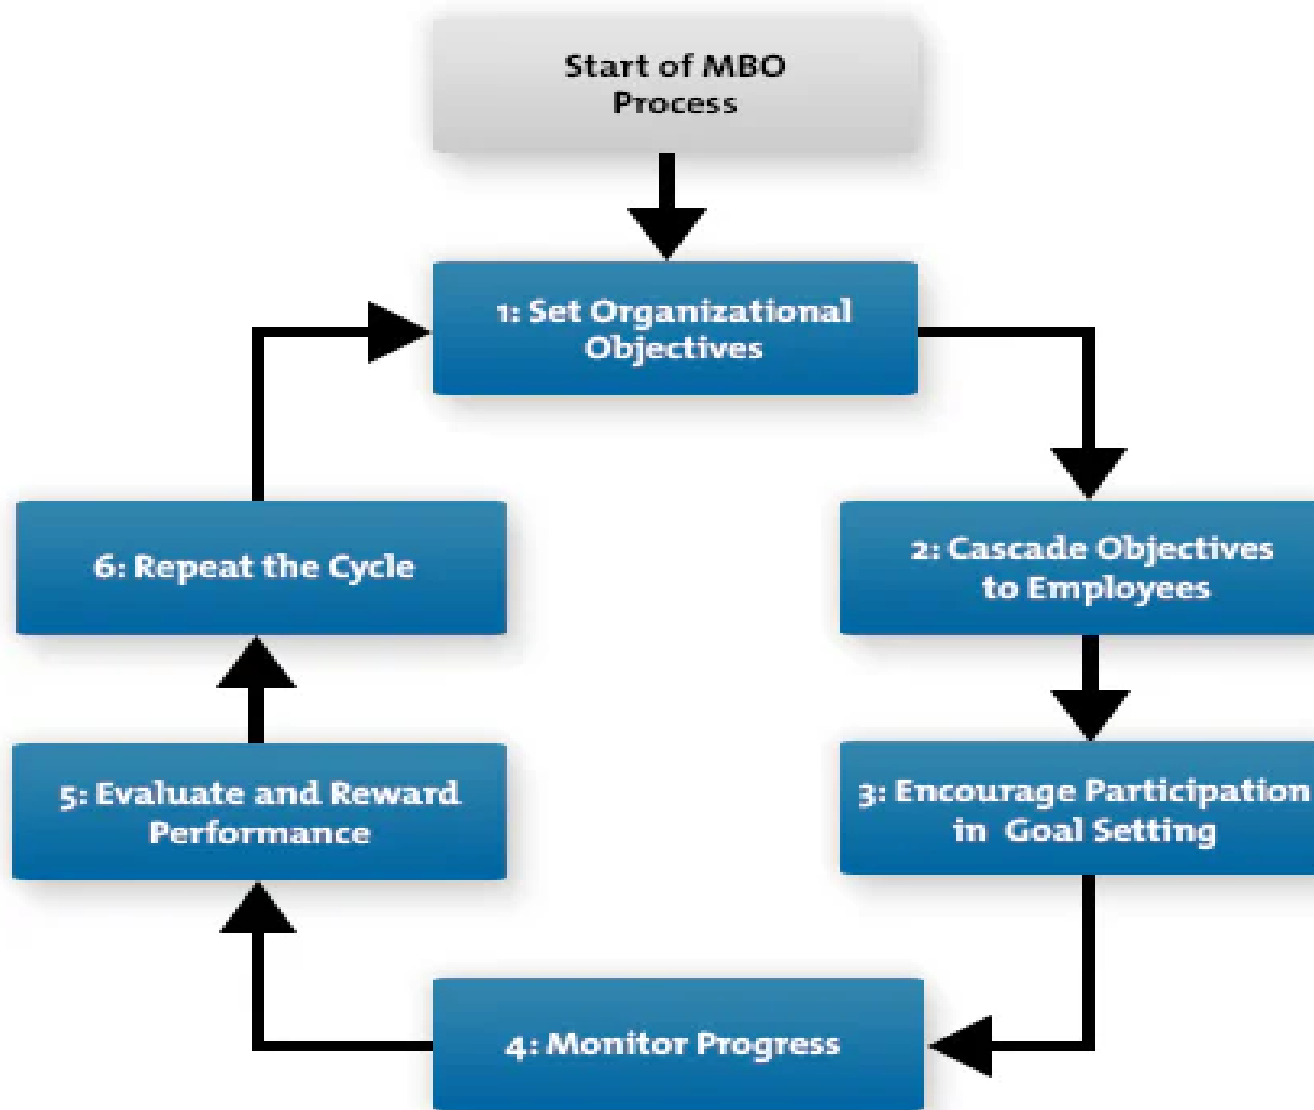 Start of MBO
Process
1: Set Organizational
Objectives
2: Cascade Objectives
to Employees
3: Encourage Participation
in Goal Setting
4: Monitor Progress
5: Evaluate and Reward
Performance
6: Repeat the Cycle